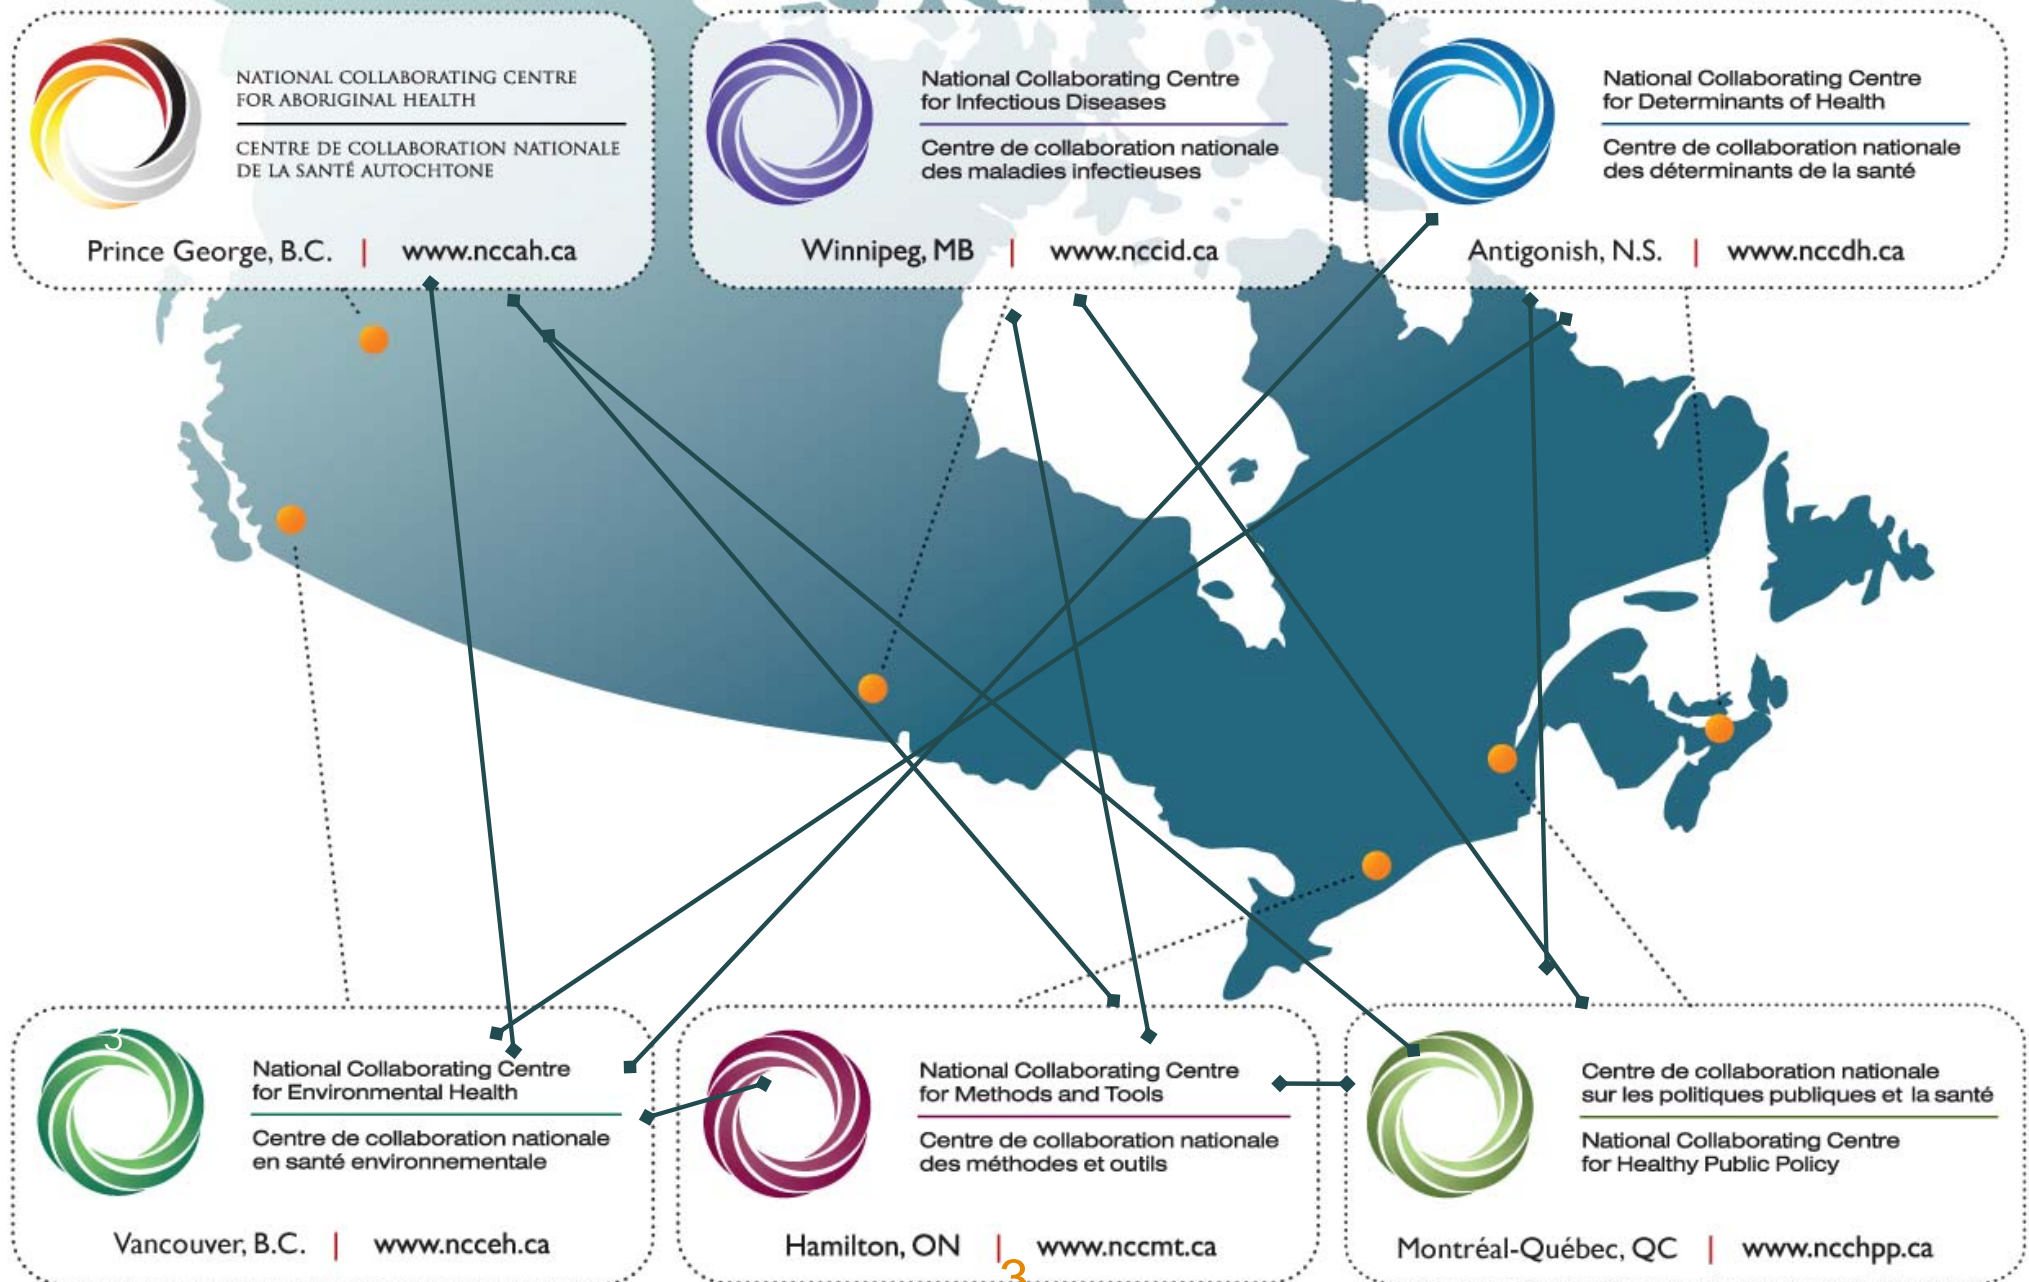 NATIONAL COLLABORATING CENTRE
FOR ABORIGINAL HEALTH
CENTRE DE COLLABORATION NATIONALE
DE LA SANTÉ AUTOCHTONE
Prince George, B.C. | www.nccah.ca
National Collaborating Centre
for Infectious Diseases
Centre de collaboration nationale
des maladies infectieuses
Winnipeg, MB | www.nccid.ca
National Collaborating Centre
for Determinants of Health
Centre de collaboration nationale
des déterminants de la santé
Antigonish, N.S. | www.nccdh.ca
3
National Collaborating Centre
for Environmental Health
Centre de collaboration nationale
en santé environnementale
Vancouver, B.C. | www.ncceh.ca
National Collaborating Centre
for Methods and Tools
Centre de collaboration nationale
des méthodes et outils
Hamilton, ON | www.nccmt.ca
3
Centre de collaboration nationale
sur les politiques publiques et la santé
National Collaborating Centre
for Healthy Public Policy
Montréal-Québec, QC | www.ncchpp.ca